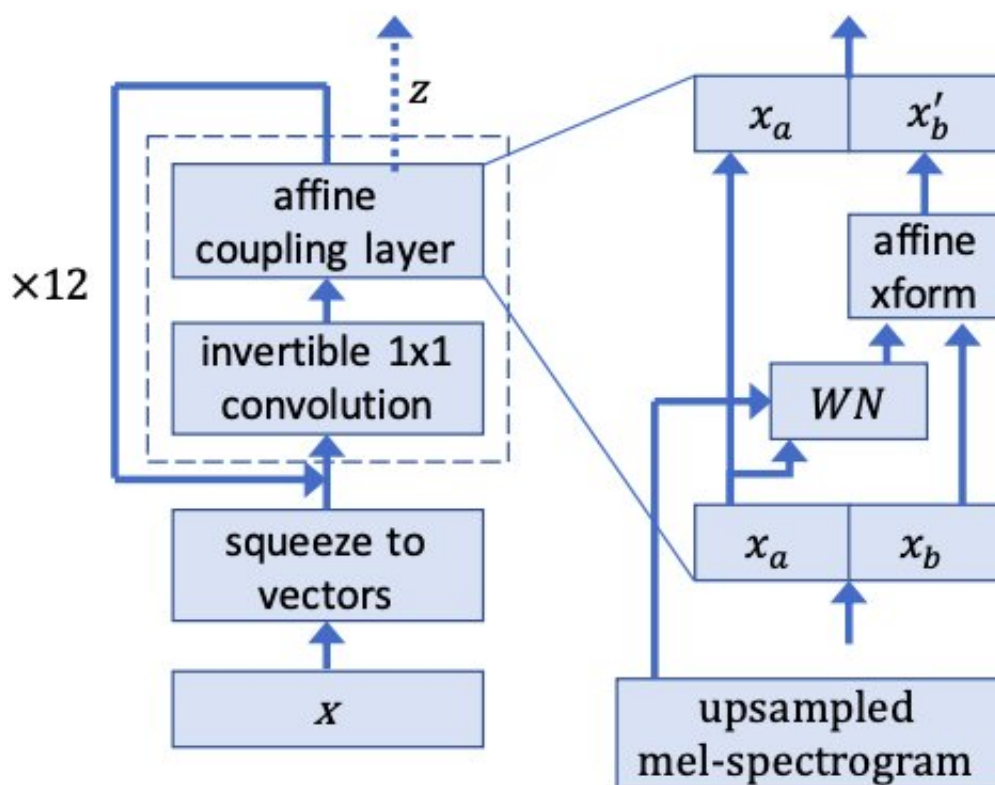 z
affine
coupling layer
×12
invertible 1x1
convolution
squeeze to
vectors
x
x_a
x'_b
affine
xform
WN
x_a
x_b
upsampled
mel-spectrogram